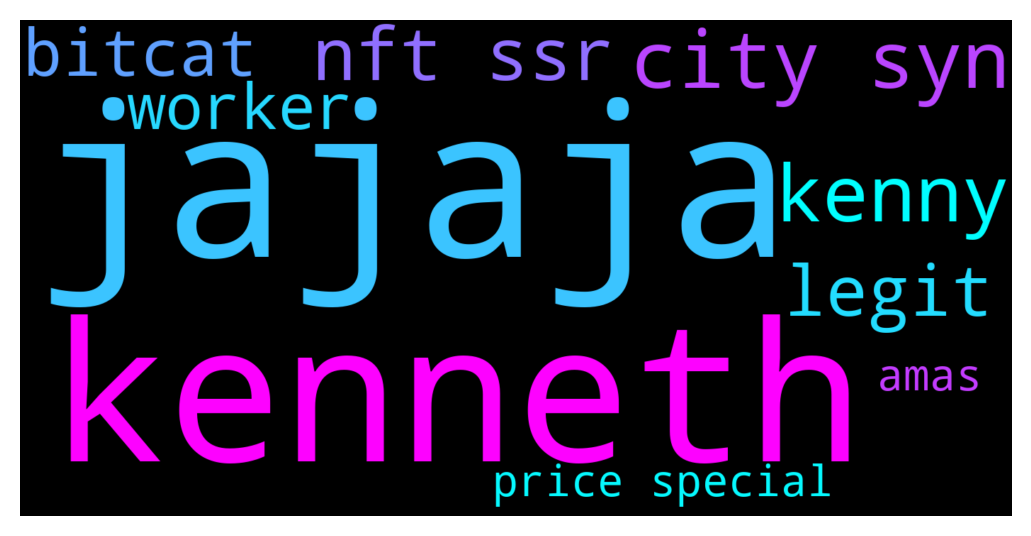 bitcat
nft ssr
city syn
worker
jajaja
kenny
legit
kenneth
amas
price special